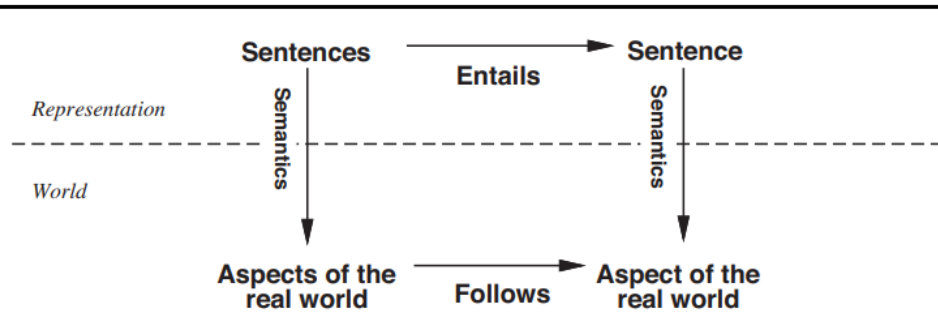 Sentences
Sentence
Entails
Semantics
Semantics
Representation
World
Aspects of the
real world
Follows
Aspect of the
real world